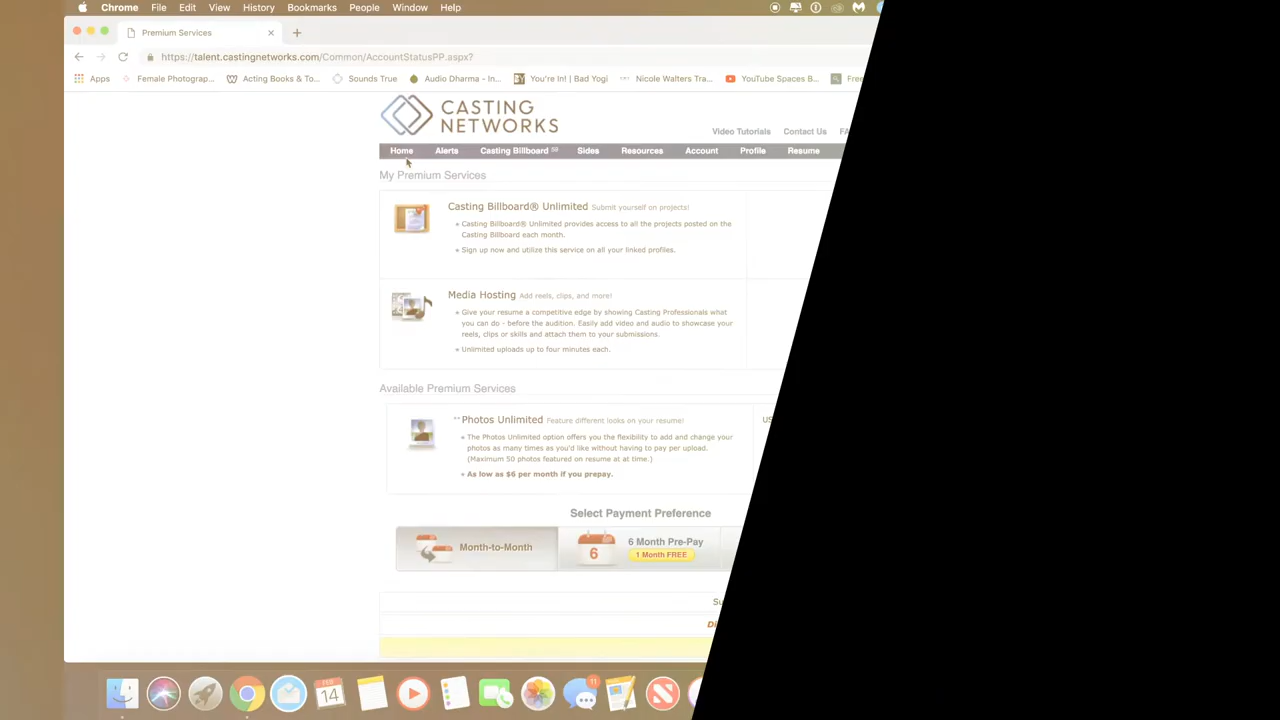 Chrome File Edit View History Bookmarks People Window Help
Premium Services
https://talent.castingnetworks.com/Common/AccountStatusPP.aspx?
Apps Female Photograp... Acting Books & To... Sounds True Audio Dharma - In... You're In! | Bad Yogi Nicole Walters Tra... YouTube Spaces B...
CASTING
NETWORKS
Video Tutorials Contact Us
Home Alerts Casting Billboard Sides Resources Account Profile Resume
My Premium Services
Casting Billboard® Unlimited Submit yourself on projects!
Casting Billboard® Unlimited provides access to all the projects posted on the
Casting Billboard each month.
Sign up now and utilize this service on all your linked profiles.
Media Hosting Add reels, clips, and more!
Give your resume a competitive edge by showing Casting Professionals what
you can do - before the audition. Easily add video and audio to showcase your
reels, clips or skills and attach them to your submissions.
Unlimited uploads up to four minutes each.
Available Premium Services
**Photos Unlimited Feature different looks on your resume!
The Photos Unlimited option offers you the flexibility to add and change your
photos as many times as you'd like without having to pay per upload.
(Maximum 50 photos featured on resume at at time.)
As low as $6 per month if you prepay.
Select Payment Preference
Month-to-Month
6
6 Month Pre-Pay
1 Month FREE
14
11